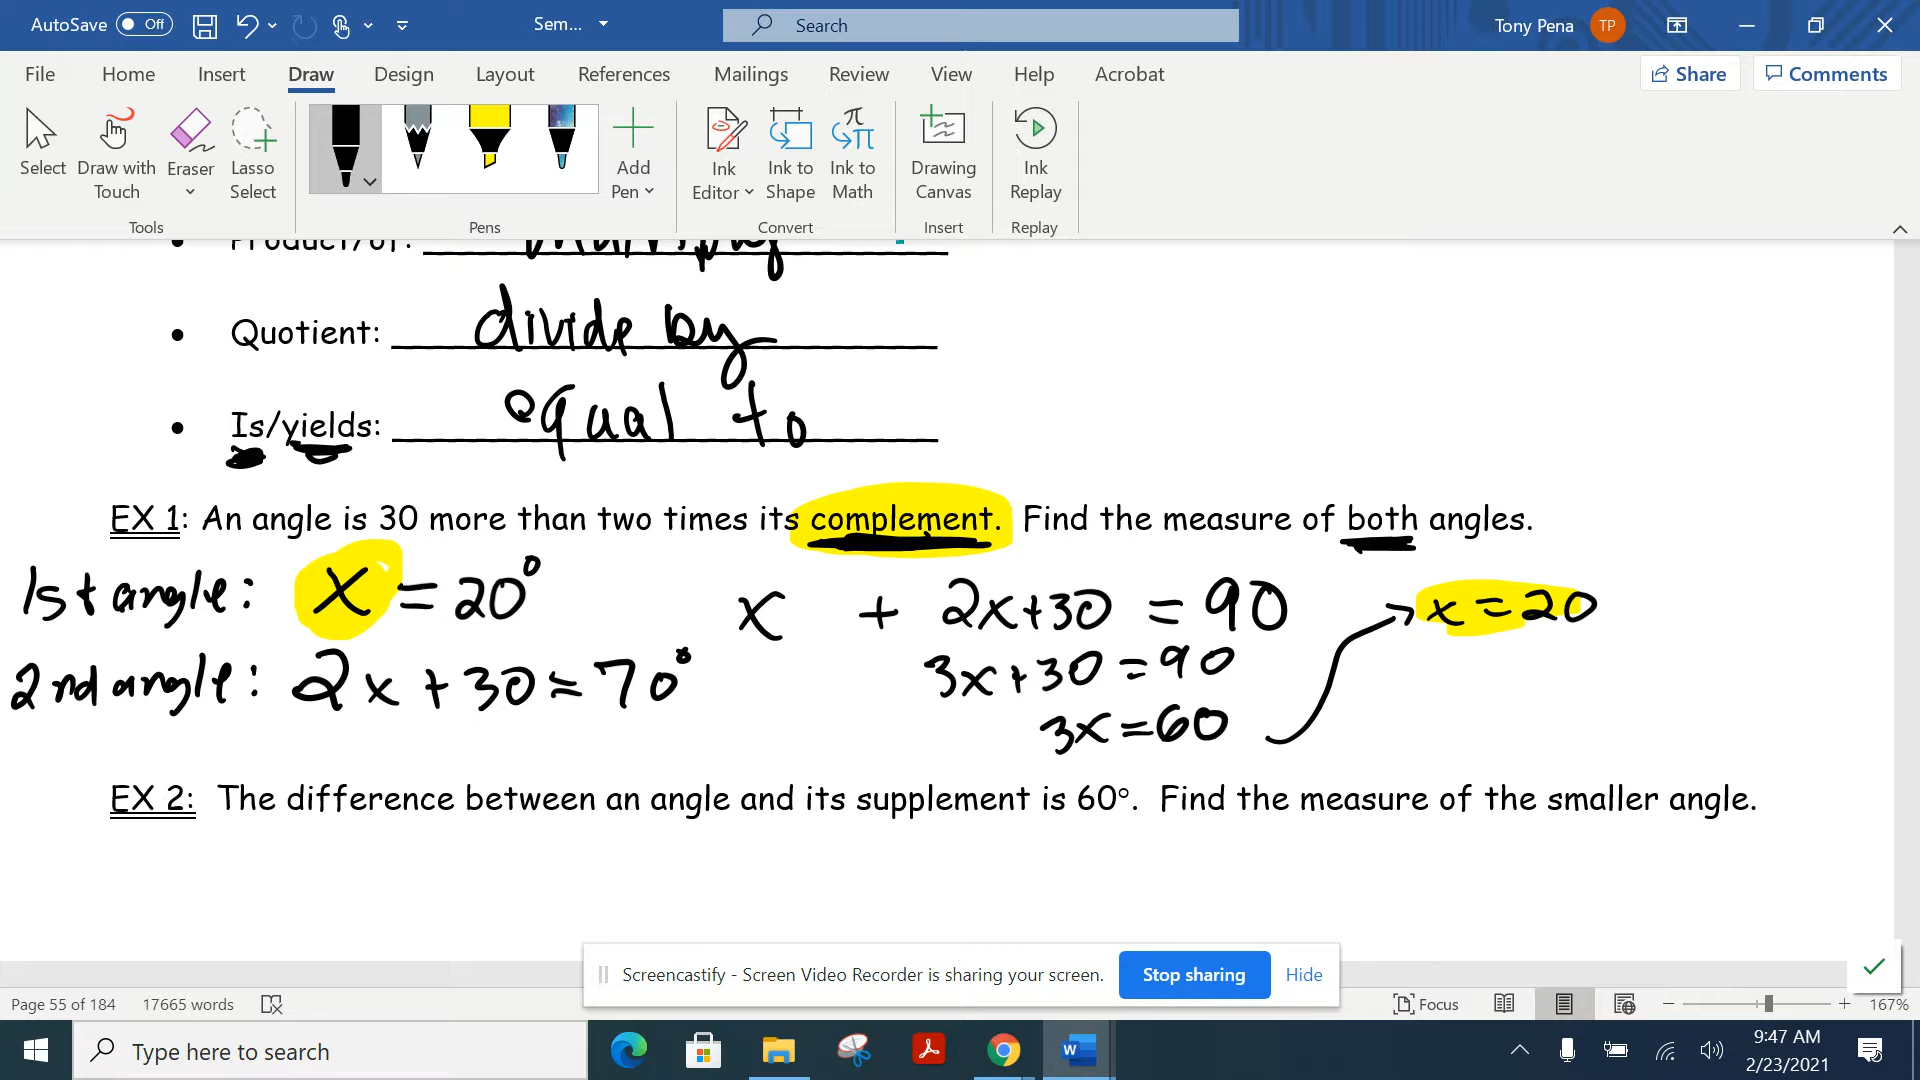 AutoSave Off Sem... Search Tony Pena TP
File Home Insert Draw Design Layout References Mailings Review View Help Acrobat Share Comments
Select Draw with Touch Eraser Lasso Select Add Pen Ink Editor Ink to Shape Ink to Math Drawing Canvas Ink Replay
Tools Pens Convert Insert Replay
• Product/of:
• Quotient: divide by
• Is/yields: equal to
EX 1: An angle is 30 more than two times its complement. Find the measure of both angles.
1st angle: x = 20° x + 2x+30 = 90 x = 20
2nd angle: 2x + 30 = 70° 3x+30 = 90
3x = 60
EX 2: The difference between an angle and its supplement is 60°. Find the measure of the smaller angle.
Screencastify - Screen Video Recorder is sharing your screen. Stop sharing Hide
Page 55 of 184 17665 words Focus 167%
Type here to search 9:47 AM
2/23/2021